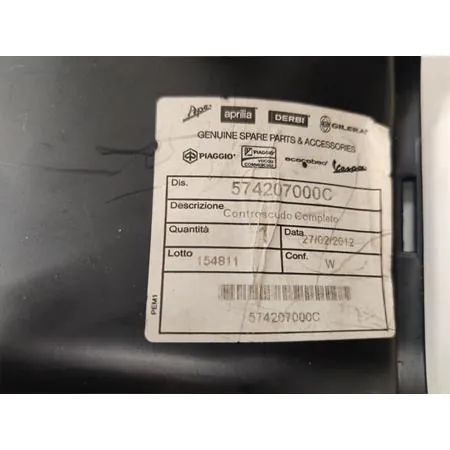 Ape aprilia DERBI GILERA
GENUINE SPARE PARTS & ACCESSORIES
PIAGGIO PIAGGIO VEICOLI COMMERCIALI scarabeo Vespa
Dis. 574207000C
Descrizione Controscudo Completo
Quantità 1 Data 27/02/2012
Lotto 154811 Conf. W
574207000C
PEM1